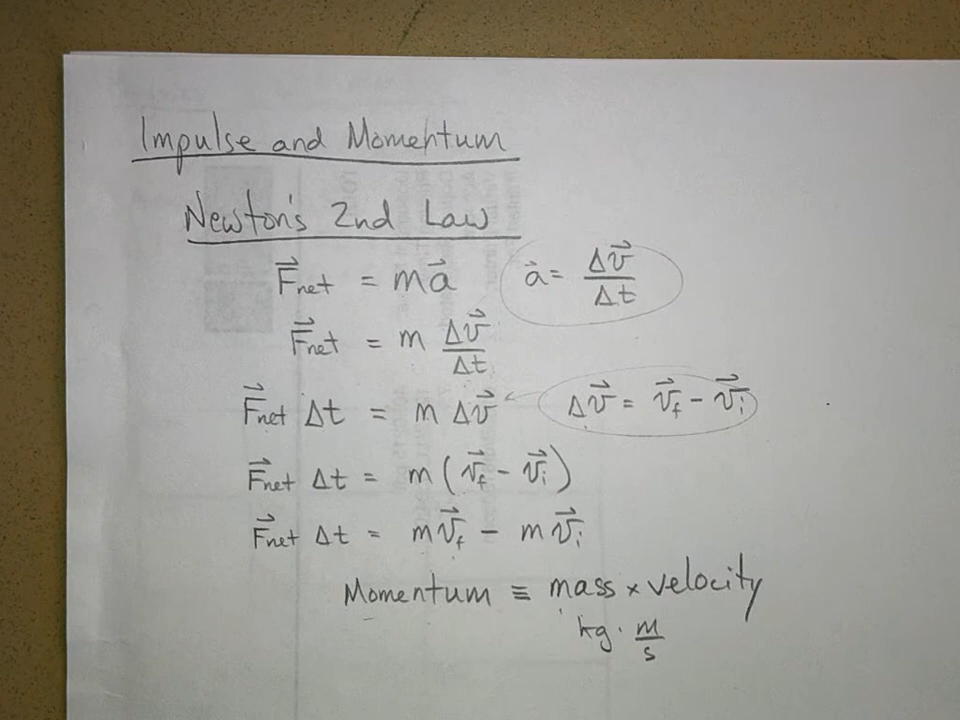 Impulse and Momentum
Newton's 2nd Law
F⃗net = ma⃗   a⃗ = Δv⃗/Δt
F⃗net = m Δv⃗/Δt
F⃗net Δt = m Δv⃗   Δv⃗ = v⃗f - v⃗i
F⃗net Δt = m (v⃗f - v⃗i)
F⃗net Δt = mv⃗f - mv⃗i
Momentum ≡ mass × velocity
kg · m/s